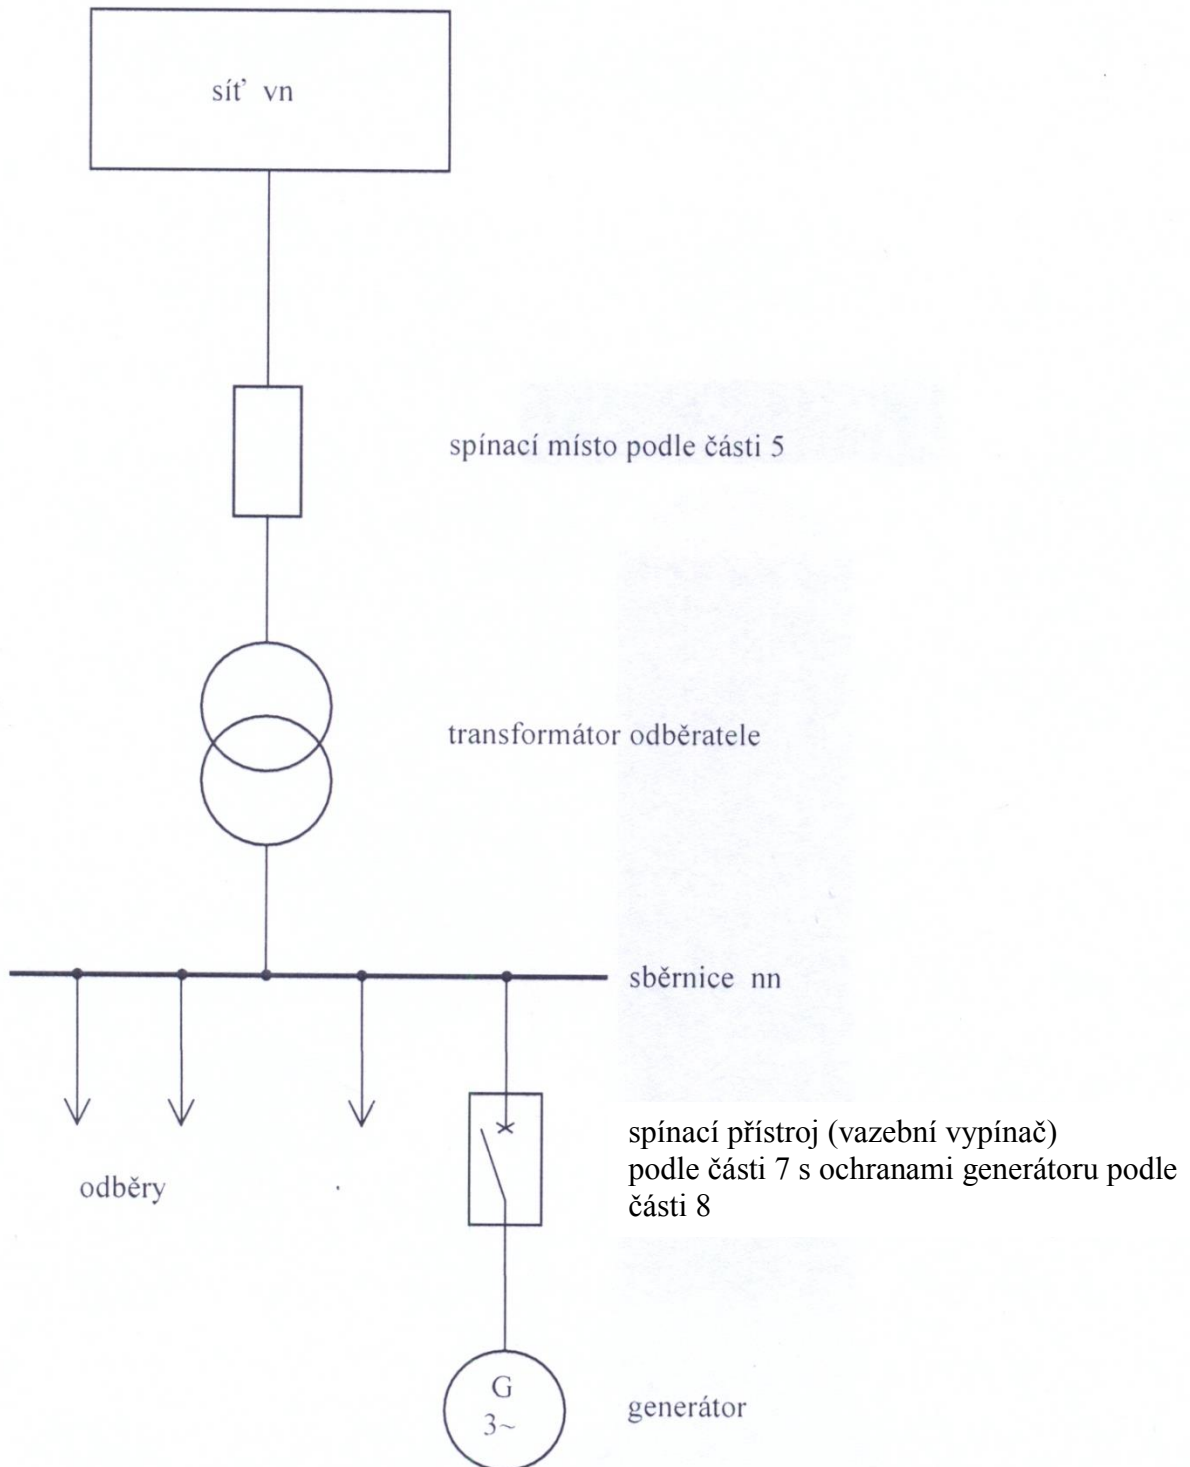 síť vn
spínací místo podle části 5
transformátor odběratele
sběrnice nn
spínací přístroj (vazební vypínač)
podle části 7 s ochranami generátoru podle
části 8
odběry
G
3~
generátor